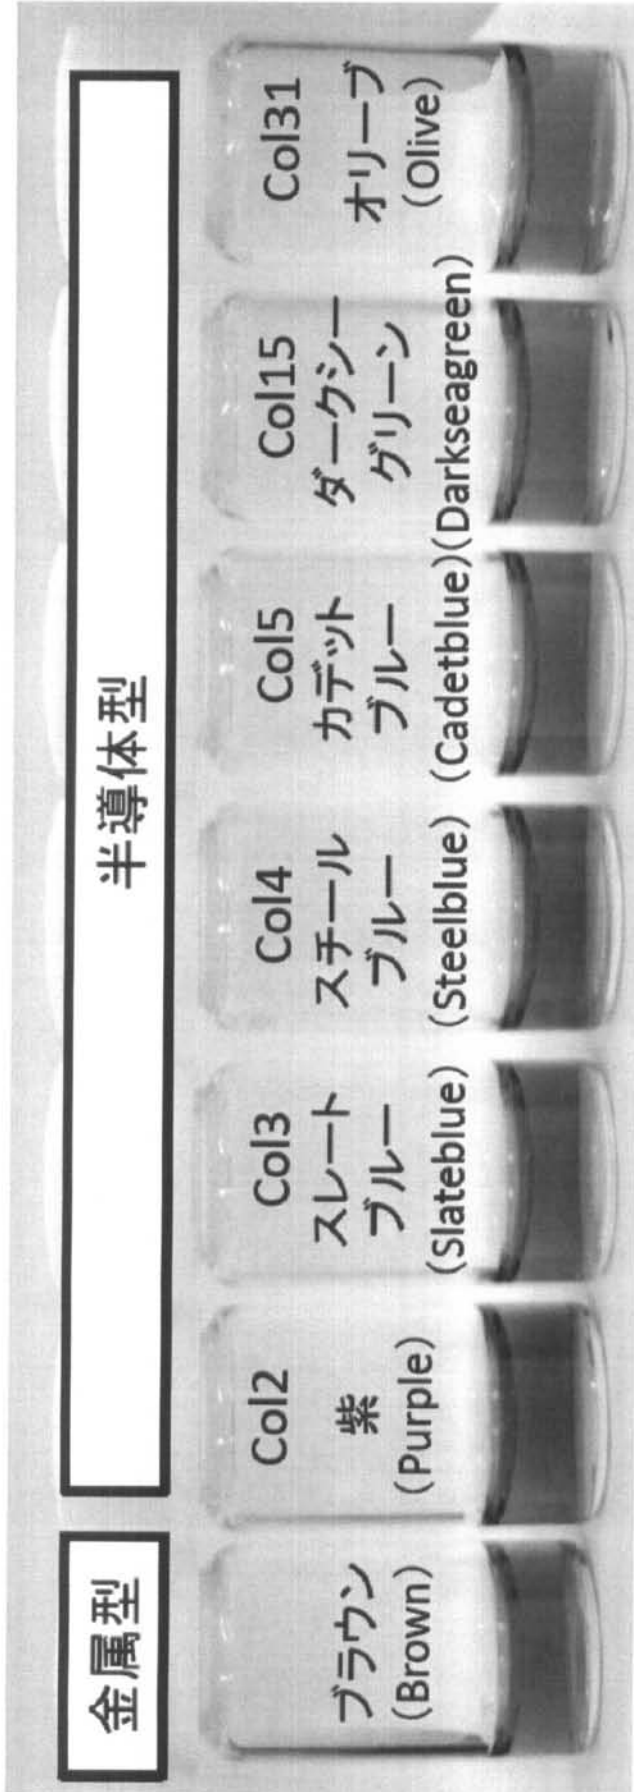 金属型
半導体型
ブラウン
(Brown)
Col2
紫
(Purple)
Col3
スレート
ブルー
(Slateblue)
Col4
スチール
ブルー
(Steelblue)
Col5
カデット
ブルー
(Cadetblue)
Col15
ダークシー
グリーン
(Darkseagreen)
Col31
オリーブ
(Olive)